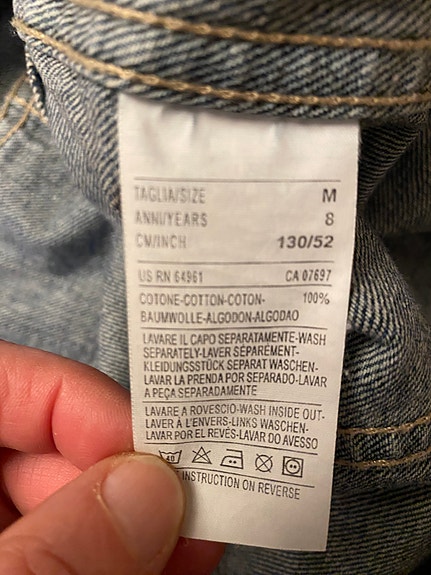 TAGLIA/SIZE M
ANNI/YEARS 8
CM/INCH 130/52
US RN 64961 CA 07697
COTONE-COTTON-COTON- 100%
BAUMWOLLE-ALGODON-ALGODAO
LAVARE IL CAPO SEPARATAMENTE-WASH
SEPARATELY-LAVER SÉPARÉMENT-
KLEIDUNGSSTÜCK SEPARAT WASCHEN-
LAVAR LA PRENDA POR SEPARADO-LAVAR
A PEÇA SEPARADAMENTE
LAVARE A ROVESCIO-WASH INSIDE OUT-
LAVER À L'ENVERS-LINKS WASCHEN-
LAVAR POR EL REVÉS-LAVAR DO AVESSO
40
INSTRUCTION ON REVERSE